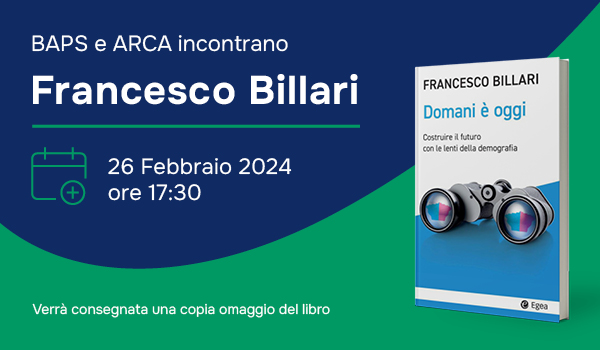 BAPS e ARCA incontrano
Francesco Billari
26 Febbraio 2024
ore 17:30
Verrà consegnata una copia omaggio del libro
FRANCESCO BILLARI
Domani è oggi
Costruire il futuro
con le lenti della demografia
Egea